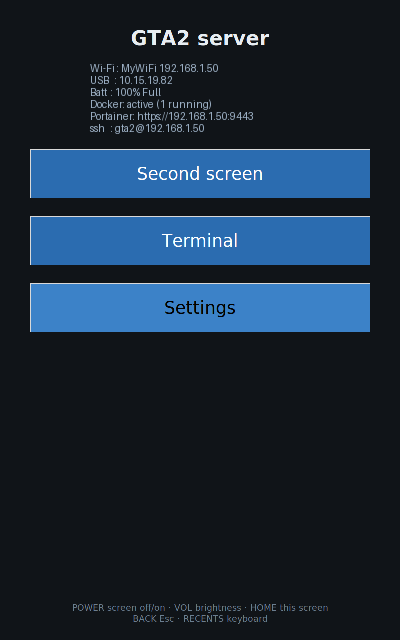 GTA2 server
Wi-Fi : MyWiFi 192.168.1.50
USB : 10.15.19.82
Batt : 100% Full
Docker: active (1 running)
Portainer: https://192.168.1.50:9443
ssh : gta2@192.168.1.50
Second screen
Terminal
Settings
POWER screen off/on · VOL brightness · HOME this screen
BACK Esc · RECENTS keyboard